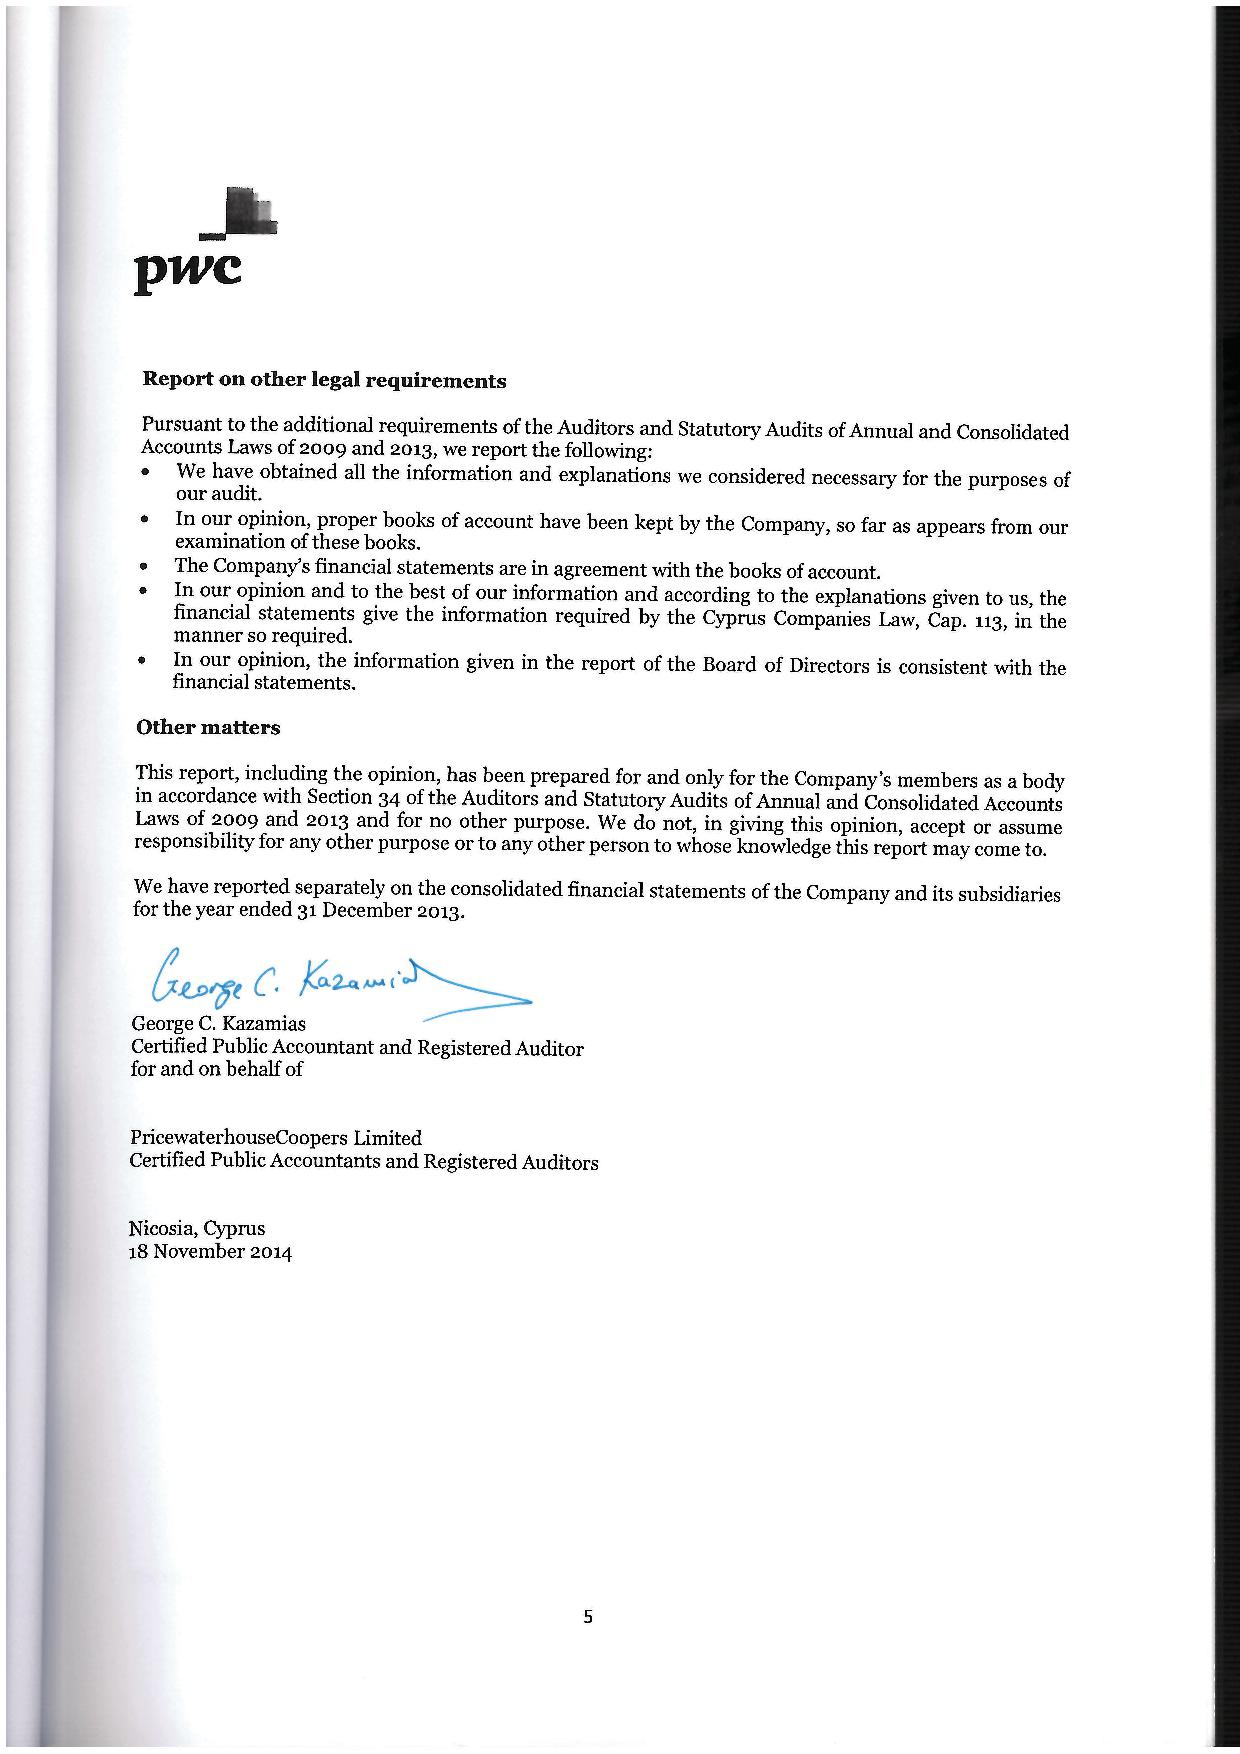 pwc
Report on other legal requirements
Pursuant to the additional requirements of the Auditors and Statutory Audits of Annual and Consolidated
Accounts Laws of 2009 and 2013, we report the following:
• We have obtained all the information and explanations we considered necessary for the purposes of
our audit.
• In our opinion, proper books of account have been kept by the Company, so far as appears from our
examination of these books.
• The Company's financial statements are in agreement with the books of account.
• In our opinion and to the best of our information and according to the explanations given to us, the
financial statements give the information required by the Cyprus Companies Law, Cap. 113, in the
manner so required.
• In our opinion, the information given in the report of the Board of Directors is consistent with the
financial statements.
Other matters
This report, including the opinion, has been prepared for and only for the Company's members as a body
in accordance with Section 34 of the Auditors and Statutory Audits of Annual and Consolidated Accounts
Laws of 2009 and 2013 and for no other purpose. We do not, in giving this opinion, accept or assume
responsibility for any other purpose or to any other person to whose knowledge this report may come to.
We have reported separately on the consolidated financial statements of the Company and its subsidiaries
for the year ended 31 December 2013.
George C. Kazamias
George C. Kazamias
Certified Public Accountant and Registered Auditor
for and on behalf of
PricewaterhouseCoopers Limited
Certified Public Accountants and Registered Auditors
Nicosia, Cyprus
18 November 2014
5